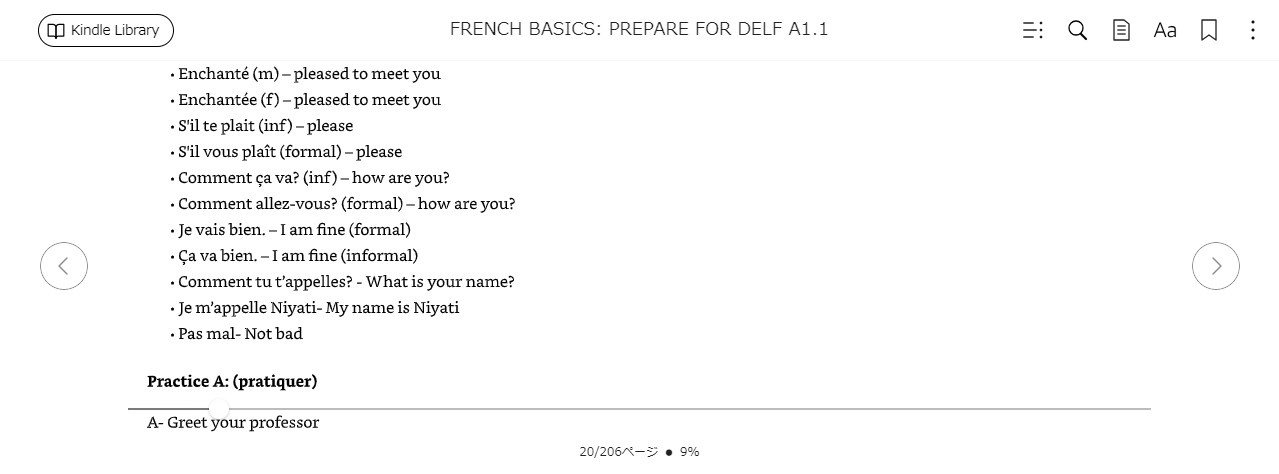 Kindle Library
FRENCH BASICS: PREPARE FOR DELF A1.1
Aa
• Enchanté (m) – pleased to meet you
• Enchantée (f) – pleased to meet you
• S'il te plait (inf) – please
• S'il vous plaît (formal) – please
• Comment ça va? (inf) – how are you?
• Comment allez-vous? (formal) – how are you?
• Je vais bien. – I am fine (formal)
• Ça va bien. – I am fine (informal)
• Comment tu t’appelles? - What is your name?
• Je m’appelle Niyati- My name is Niyati
• Pas mal- Not bad
Practice A: (pratiquer)
A- Greet your professor
20/206ページ ● 9%